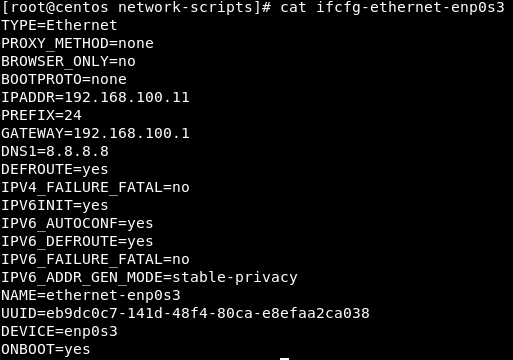 [root@centos network-scripts]# cat ifcfg-ethernet-enp0s3
TYPE=Ethernet
PROXY_METHOD=none
BROWSER_ONLY=no
BOOTPROTO=none
IPADDR=192.168.100.11
PREFIX=24
GATEWAY=192.168.100.1
DNS1=8.8.8.8
DEFROUTE=yes
IPV4_FAILURE_FATAL=no
IPV6INIT=yes
IPV6_AUTOCONF=yes
IPV6_DEFROUTE=yes
IPV6_FAILURE_FATAL=no
IPV6_ADDR_GEN_MODE=stable-privacy
NAME=ethernet-enp0s3
UUID=eb9dc0c7-141d-48f4-80ca-e8efaa2ca038
DEVICE=enp0s3
ONBOOT=yes